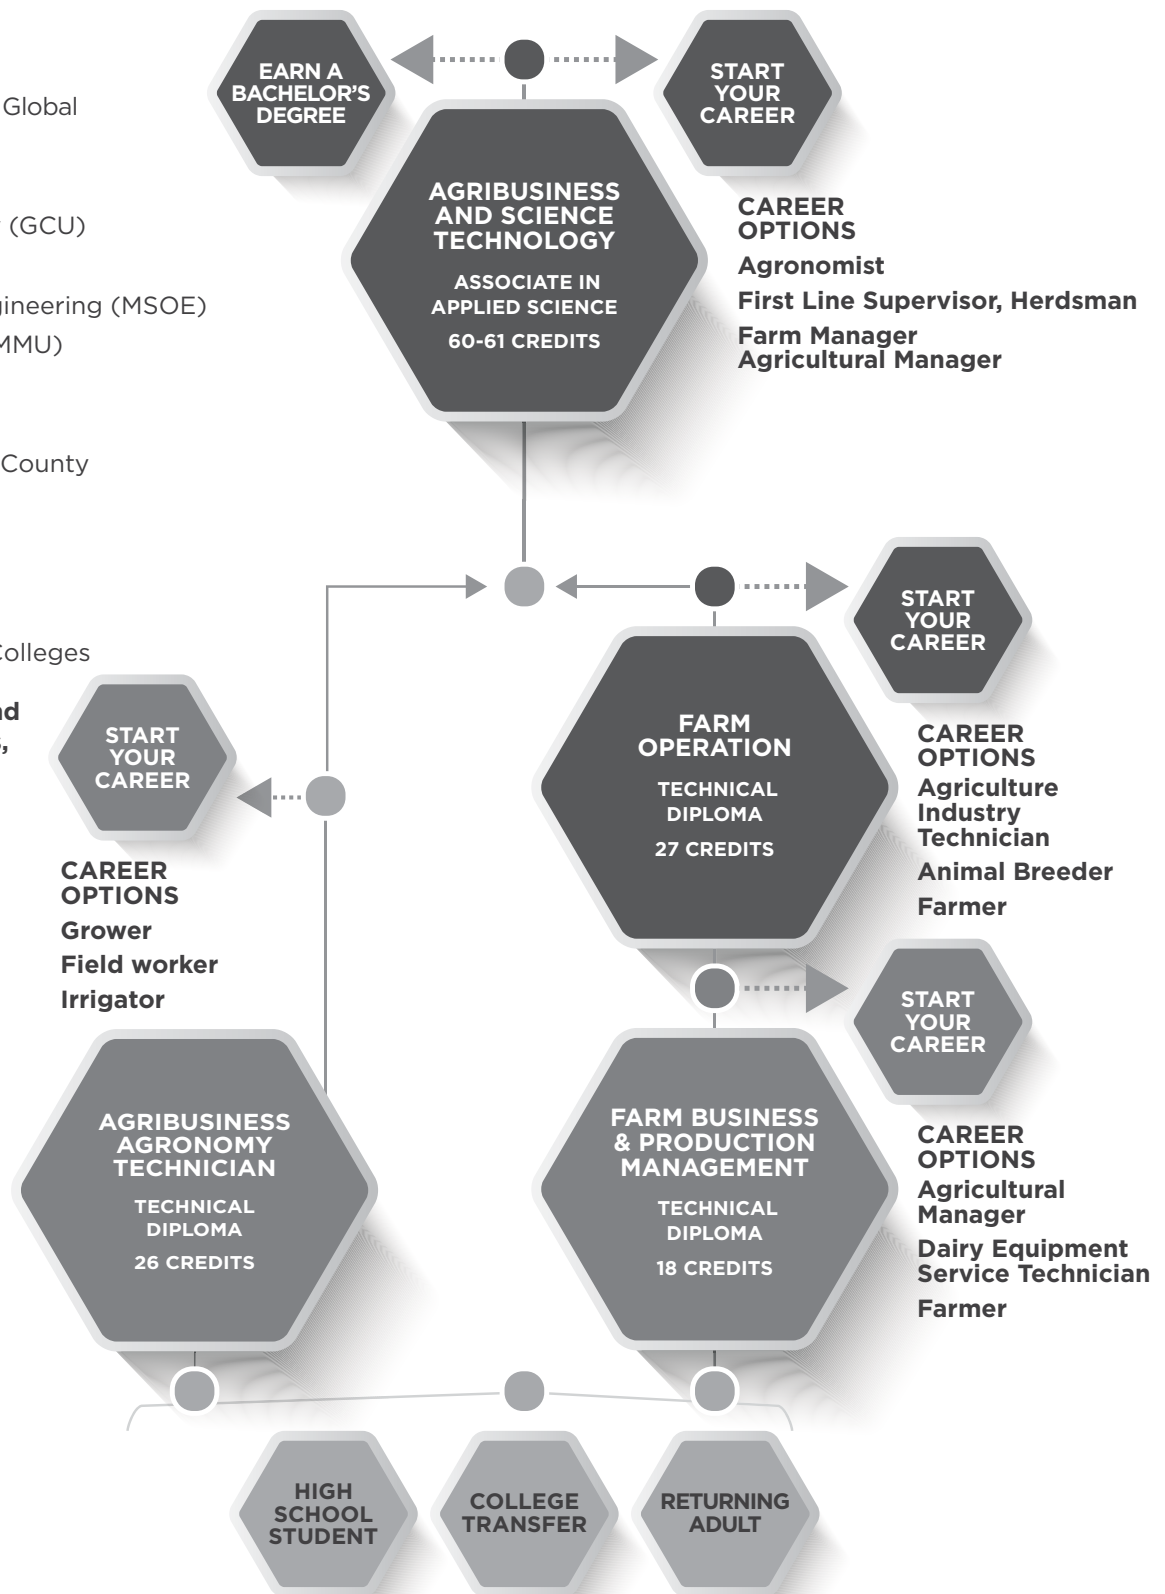 EARN A
BACHELOR'S
DEGREE
START
YOUR
CAREER
Global
AGRIBUSINESS
AND SCIENCE
TECHNOLOGY
ASSOCIATE IN
APPLIED SCIENCE
60-61 CREDITS
CAREER
OPTIONS
Agronomist
First Line Supervisor, Herdsman
Farm Manager
Agricultural Manager
(GCU)
gineering (MSOE)
MMU)
County
Colleges
nd
,
START
YOUR
CAREER
FARM
OPERATION
TECHNICAL
DIPLOMA
27 CREDITS
CAREER
OPTIONS
Agriculture
Industry
Technician
Animal Breeder
Farmer
START
YOUR
CAREER
CAREER
OPTIONS
Grower
Field worker
Irrigator
START
YOUR
CAREER
AGRIBUSINESS
AGRONOMY
TECHNICIAN
TECHNICAL
DIPLOMA
26 CREDITS
FARM BUSINESS
& PRODUCTION
MANAGEMENT
TECHNICAL
DIPLOMA
18 CREDITS
CAREER
OPTIONS
Agricultural
Manager
Dairy Equipment
Service Technician
Farmer
HIGH
SCHOOL
STUDENT
COLLEGE
TRANSFER
RETURNING
ADULT